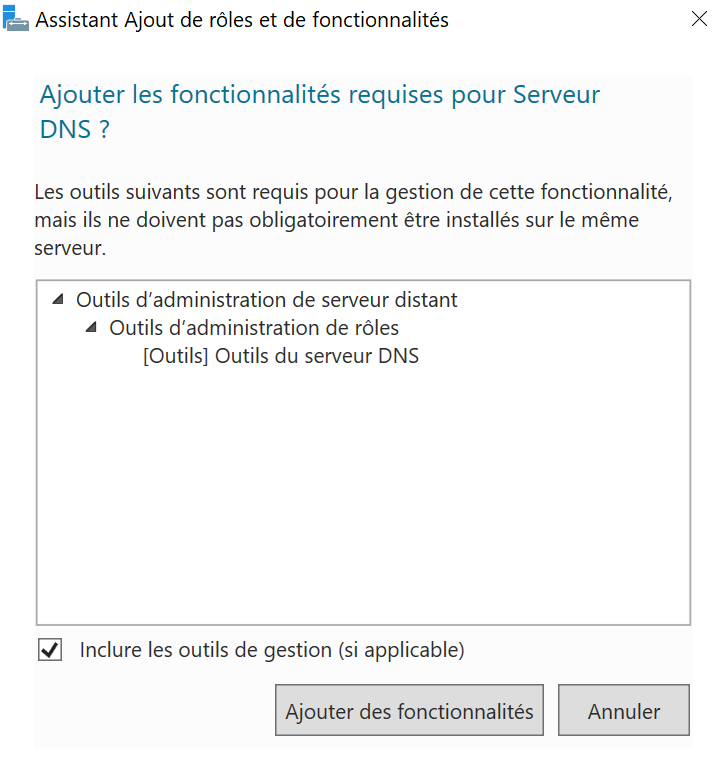 Assistant Ajout de rôles et de fonctionnalités
Ajouter les fonctionnalités requises pour Serveur
DNS ?
Les outils suivants sont requis pour la gestion de cette fonctionnalité,
mais ils ne doivent pas obligatoirement être installés sur le même
serveur.
Outils d’administration de serveur distant
Outils d’administration de rôles
[Outils] Outils du serveur DNS
Inclure les outils de gestion (si applicable)
Ajouter des fonctionnalités
Annuler